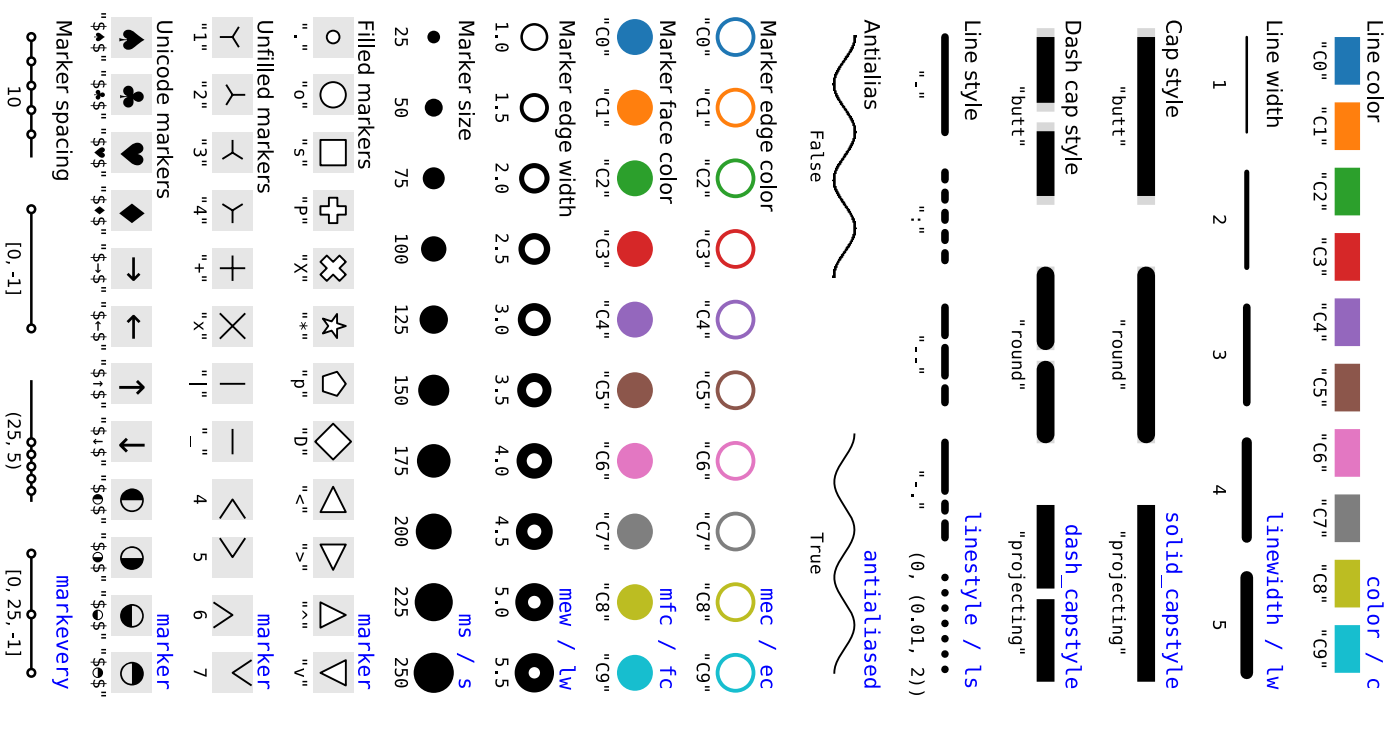 Line color color / c
"C0" "C1" "C2" "C3" "C4" "C5" "C6" "C7" "C8" "C9"
Line width linewidth / lw
1 2 3 4 5
Cap style solid_capstyle
"butt" "round" "projecting"
Dash cap style dash_capstyle
"butt" "round" "projecting"
Line style linestyle / ls
"-" ":" "--" "-." (0, (0.01, 2))
Antialias antialiased
False True
Marker edge color mec / ec
"C0" "C1" "C2" "C3" "C4" "C5" "C6" "C7" "C8" "C9"
Marker face color mfc / fc
"C0" "C1" "C2" "C3" "C4" "C5" "C6" "C7" "C8" "C9"
Marker edge width mew / lw
1.0 1.5 2.0 2.5 3.0 3.5 4.0 4.5 5.0 5.5
Marker size ms / s
25 50 75 100 125 150 175 200 225 250
Filled markers marker
"." "o" "s" "P" "X" "*" "p" "D" "<" ">" "^" "v"
Unfilled markers marker
"1" "2" "3" "4" "+" "x" "|" "_" 4 5 6 7
Unicode markers marker
"$♠$" "$♣$" "$♥$" "$♦$" "$→$" "$←$" "$↑$" "$↓$" "$◐$" "$◑$" "$◒$" "$◓$"
Marker spacing markevery
10 [0, -1] (25, 5) [0, 25, -1]